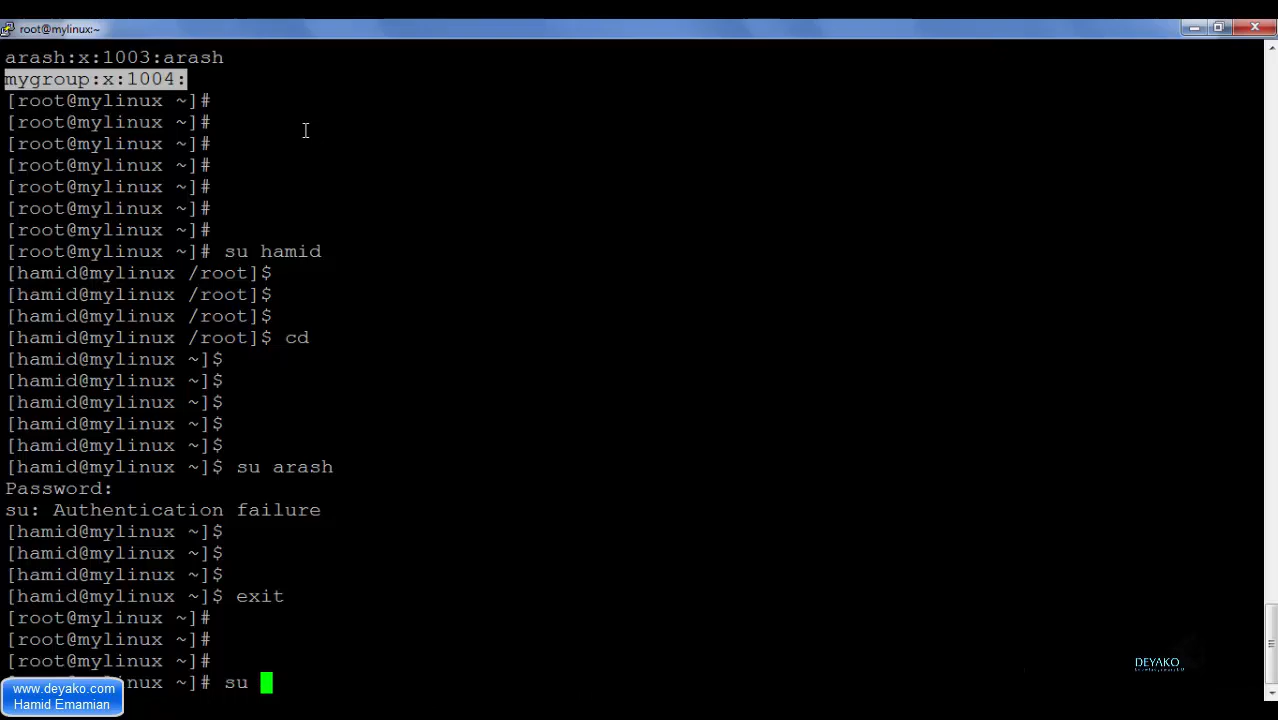 root@mylinux:~
arash:x:1003:arash
mygroup:x:1004:
[root@mylinux ~]#
[root@mylinux ~]#
[root@mylinux ~]#
[root@mylinux ~]#
[root@mylinux ~]#
[root@mylinux ~]#
[root@mylinux ~]#
[root@mylinux ~]# su hamid
[hamid@mylinux /root]$
[hamid@mylinux /root]$
[hamid@mylinux /root]$
[hamid@mylinux /root]$ cd
[hamid@mylinux ~]$
[hamid@mylinux ~]$
[hamid@mylinux ~]$
[hamid@mylinux ~]$
[hamid@mylinux ~]$
[hamid@mylinux ~]$ su arash
Password:
su: Authentication failure
[hamid@mylinux ~]$
[hamid@mylinux ~]$
[hamid@mylinux ~]$
[hamid@mylinux ~]$ exit
[root@mylinux ~]#
[root@mylinux ~]#
[root@mylinux ~]#
linux ~]# su
DEYAKO
www.deyako.com
Hamid Emamian